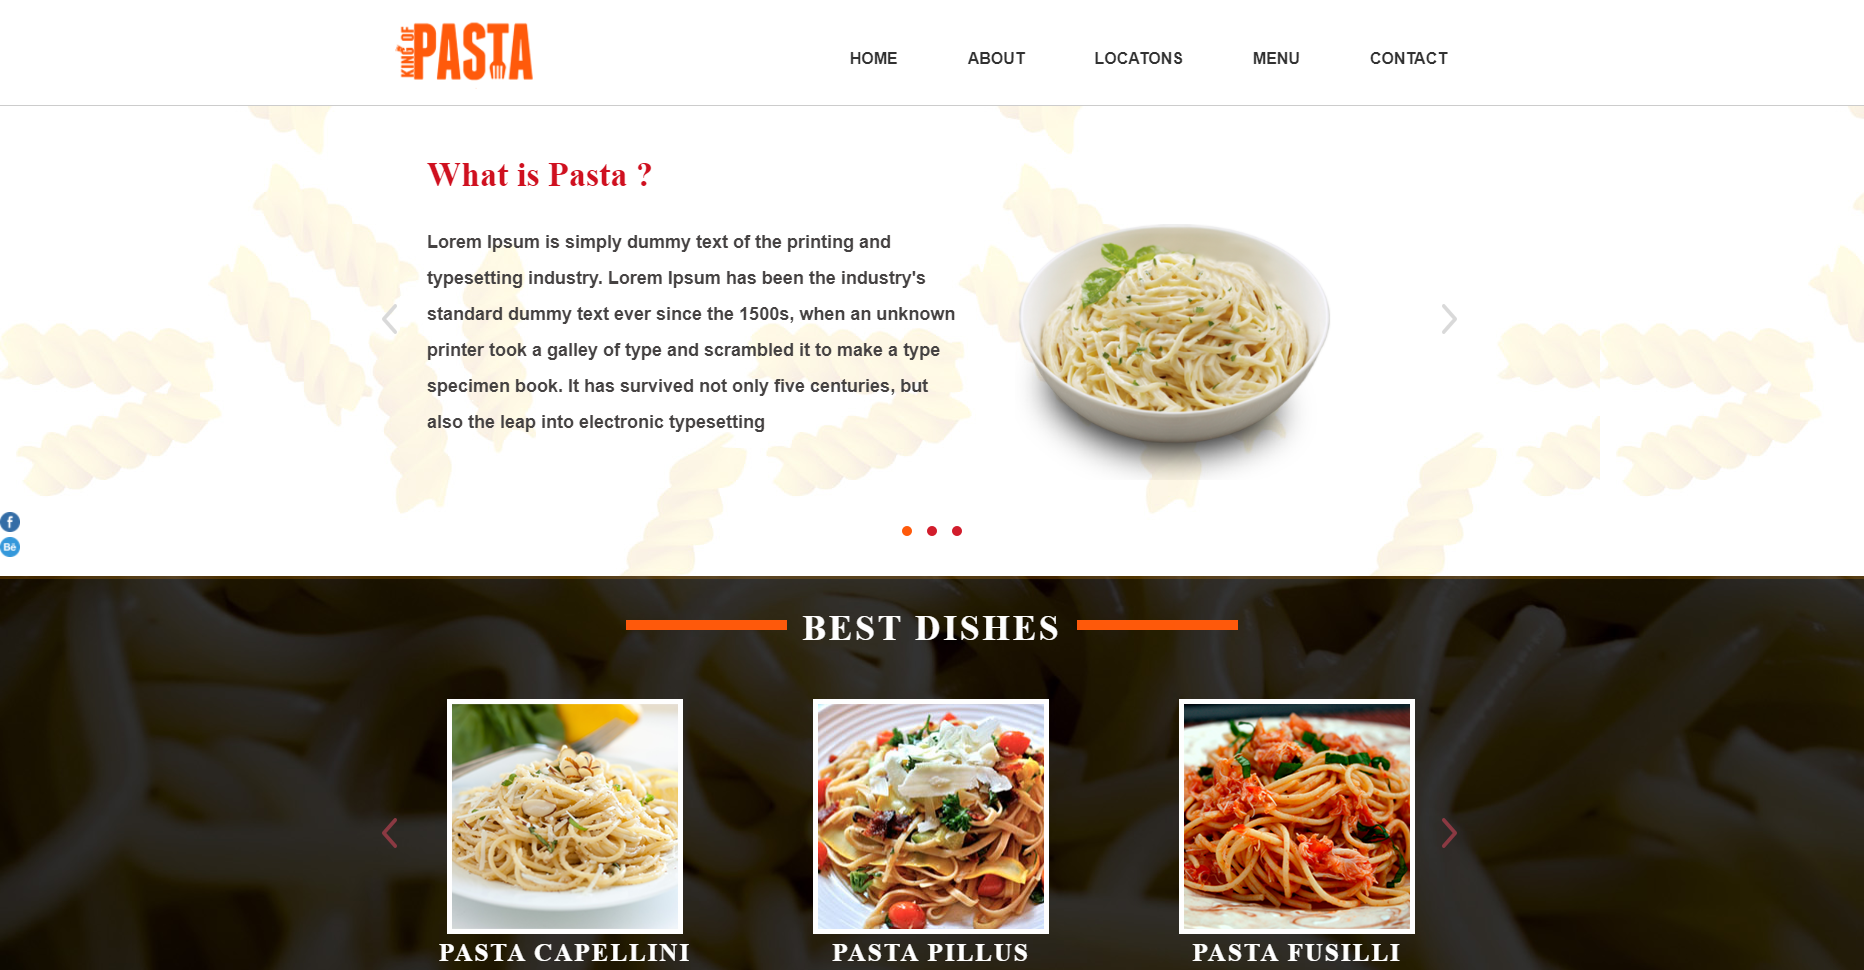 KING OF
PASTA
HOME ABOUT LOCATONS MENU CONTACT
What is Pasta ?
Lorem Ipsum is simply dummy text of the printing and
typesetting industry. Lorem Ipsum has been the industry's
standard dummy text ever since the 1500s, when an unknown
printer took a galley of type and scrambled it to make a type
specimen book. It has survived not only five centuries, but
also the leap into electronic typesetting
f
Bē
BEST DISHES
PASTA CAPELLINI PASTA PILLUS PASTA FUSILLI